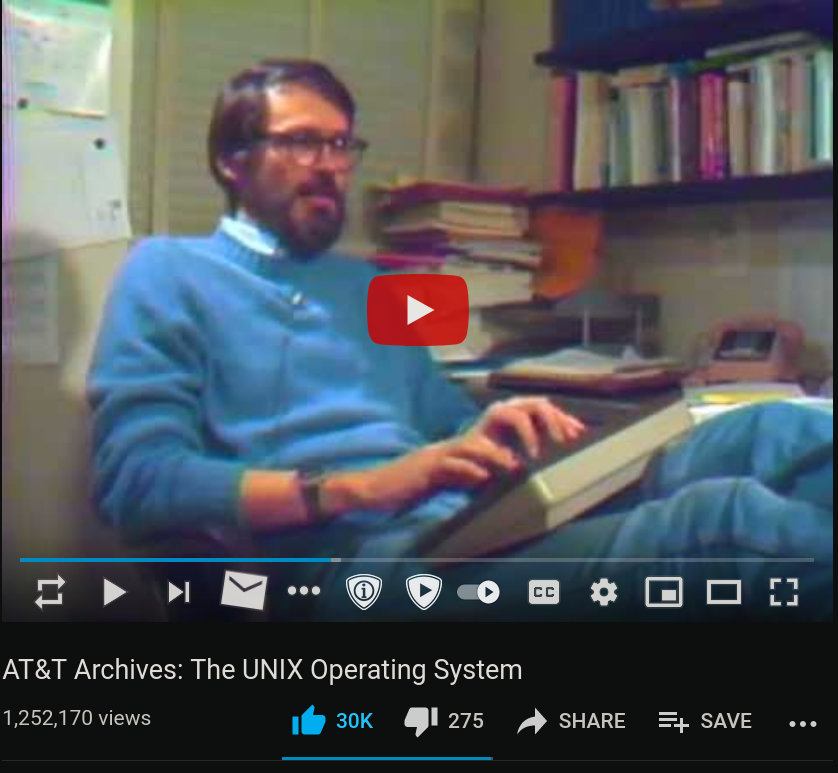 CC
AT&T Archives: The UNIX Operating System
1,252,170 views 30K 275 SHARE SAVE